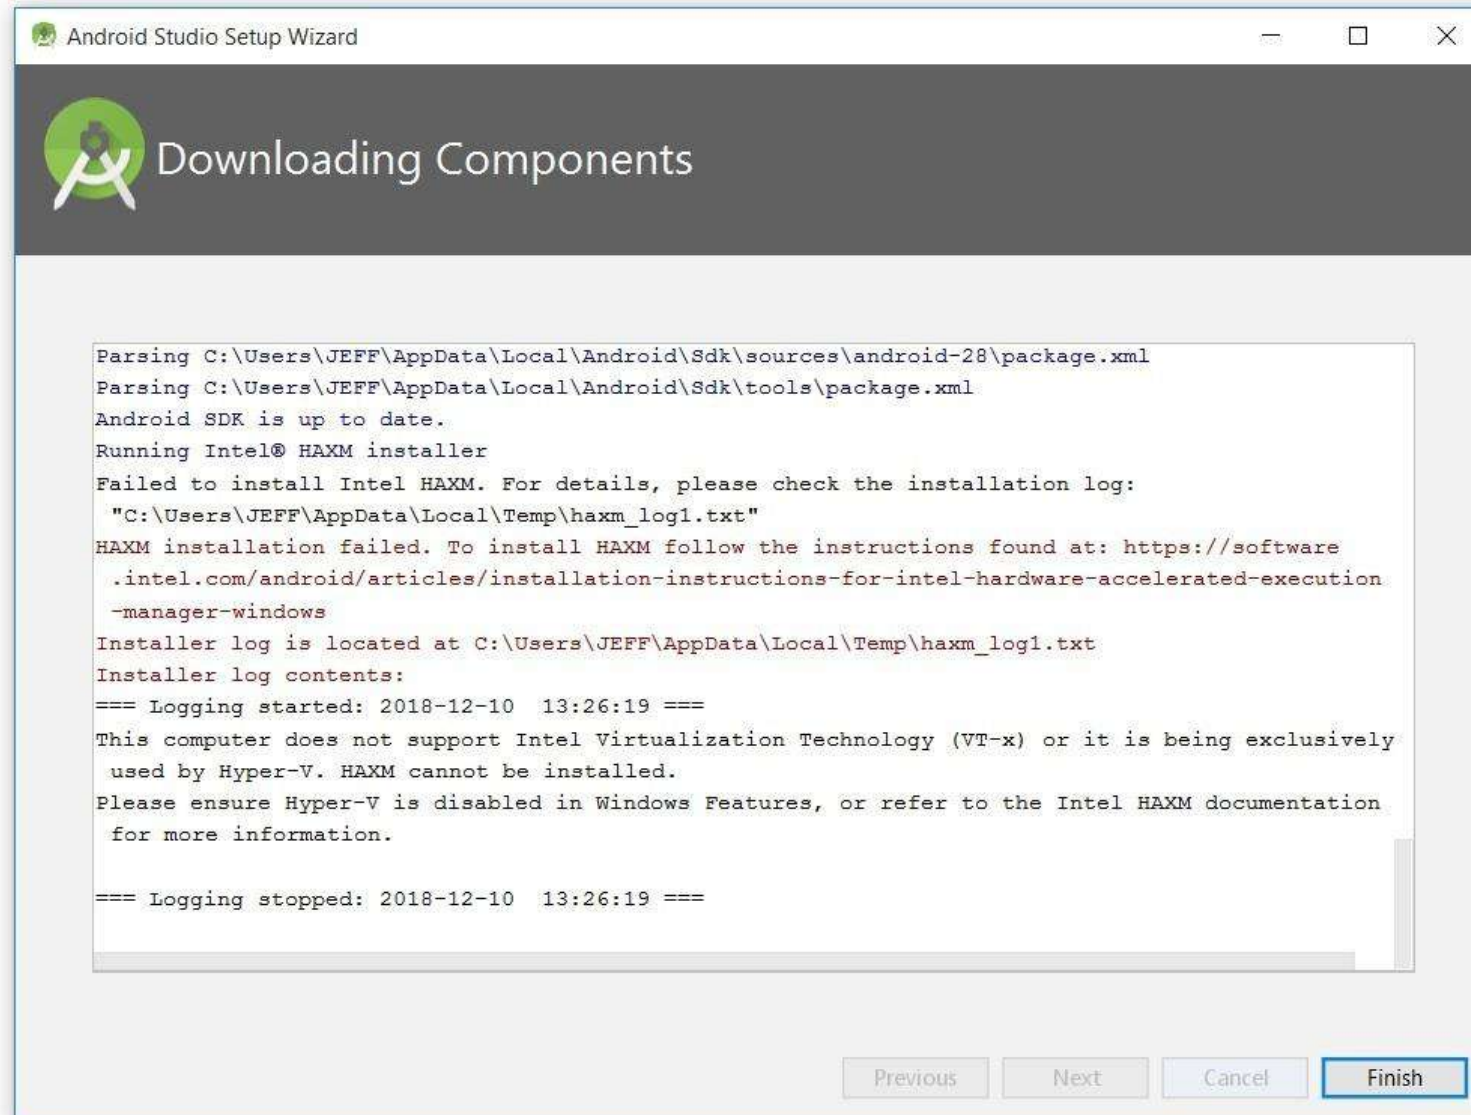 Android Studio Setup Wizard
Downloading Components
Parsing C:\Users\JEFF\AppData\Local\Android\Sdk\sources\android-28\package.xml
Parsing C:\Users\JEFF\AppData\Local\Android\Sdk\tools\package.xml
Android SDK is up to date.
Running Intel® HAXM installer
Failed to install Intel HAXM. For details, please check the installation log:
"C:\Users\JEFF\AppData\Local\Temp\haxm_log1.txt"
HAXM installation failed. To install HAXM follow the instructions found at: https://software
.intel.com/android/articles/installation-instructions-for-intel-hardware-accelerated-execution
-manager-windows
Installer log is located at C:\Users\JEFF\AppData\Local\Temp\haxm_log1.txt
Installer log contents:
=== Logging started: 2018-12-10  13:26:19 ===
This computer does not support Intel Virtualization Technology (VT-x) or it is being exclusively
used by Hyper-V. HAXM cannot be installed.
Please ensure Hyper-V is disabled in Windows Features, or refer to the Intel HAXM documentation
for more information.
=== Logging stopped: 2018-12-10  13:26:19 ===
Previous Next Cancel Finish